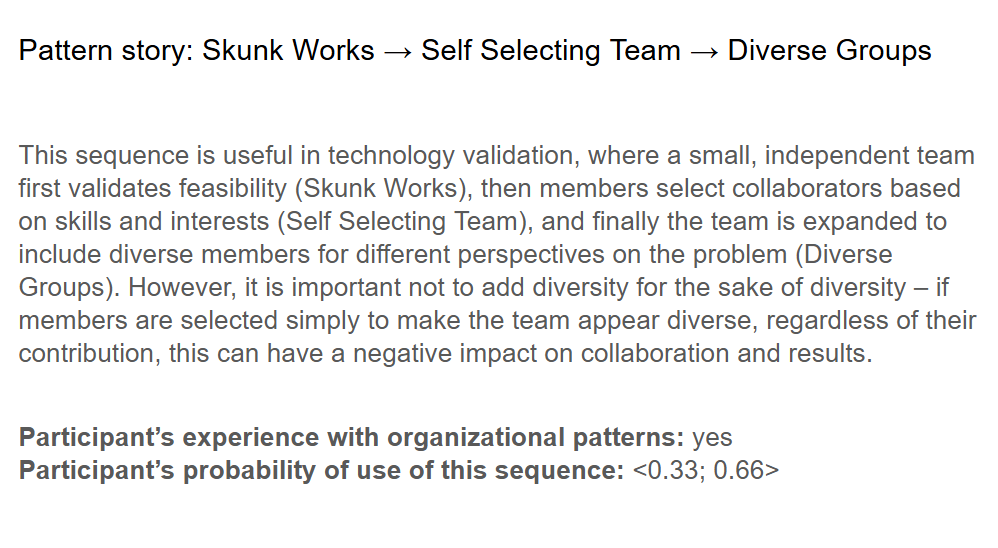 Pattern story: Skunk Works → Self Selecting Team → Diverse Groups
This sequence is useful in technology validation, where a small, independent team
first validates feasibility (Skunk Works), then members select collaborators based
on skills and interests (Self Selecting Team), and finally the team is expanded to
include diverse members for different perspectives on the problem (Diverse
Groups). However, it is important not to add diversity for the sake of diversity – if
members are selected simply to make the team appear diverse, regardless of their
contribution, this can have a negative impact on collaboration and results.
Participant’s experience with organizational patterns: yes
Participant’s probability of use of this sequence: <0.33; 0.66>